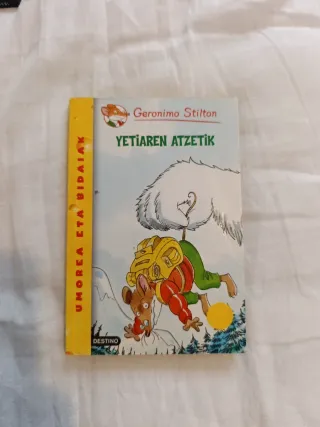 Geronimo Stilton
YETIAREN ATZETIK
UMOREA ETA BIDAIAK
DESTINO